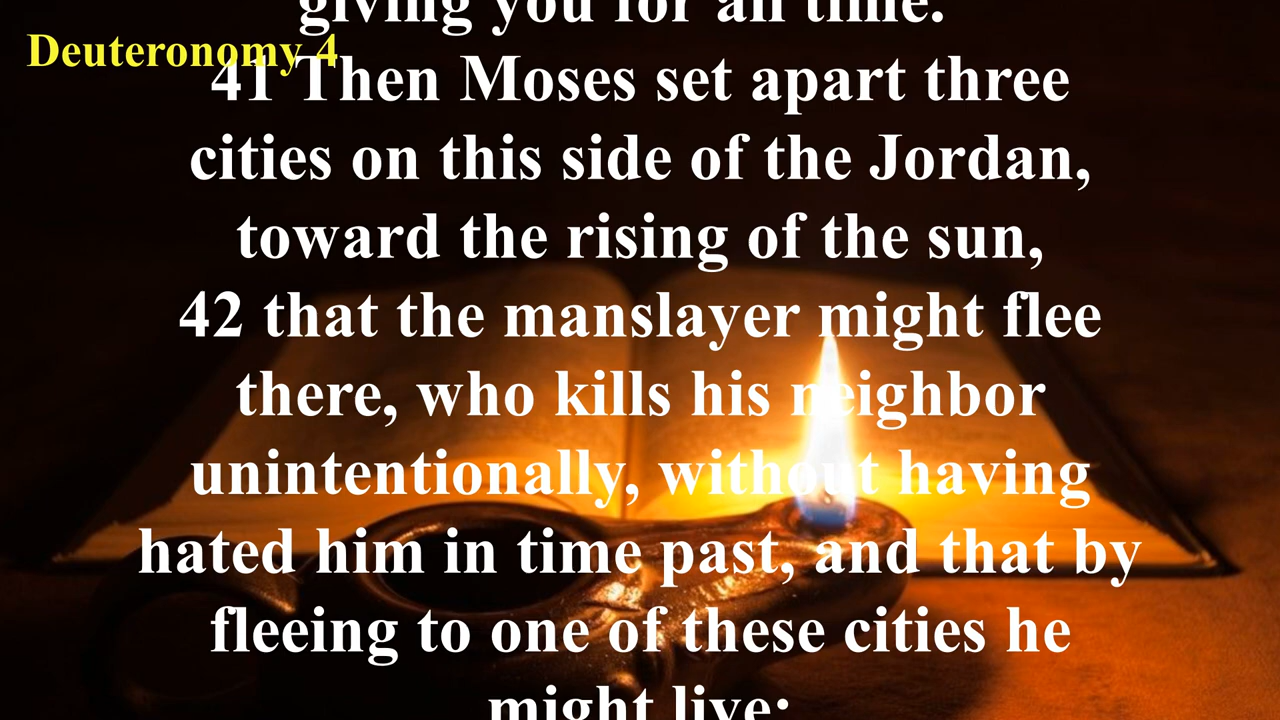 giving you for all time.
Deuteronomy 4
41 Then Moses set apart three
cities on this side of the Jordan,
toward the rising of the sun,
42 that the manslayer might flee
there, who kills his neighbor
unintentionally, without having
hated him in time past, and that by
fleeing to one of these cities he
might live: